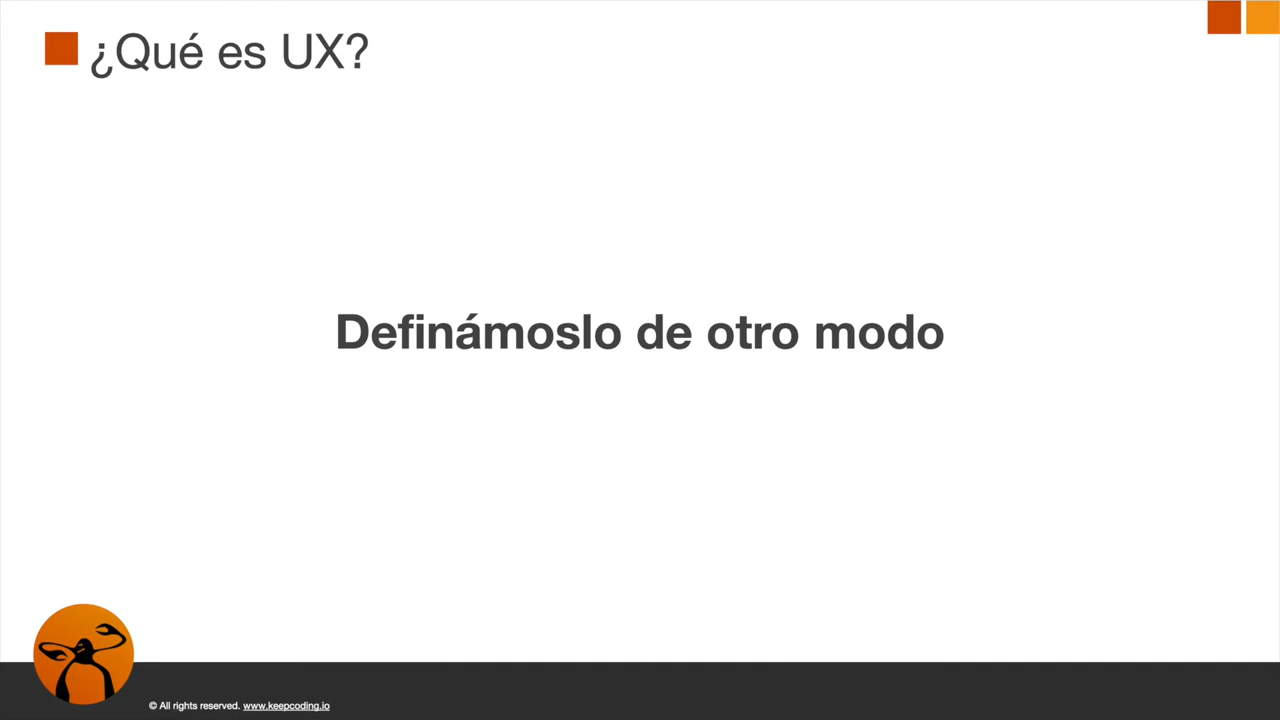 ¿Qué es UX?
Definámoslo de otro modo
© All rights reserved. www.keepcoding.io